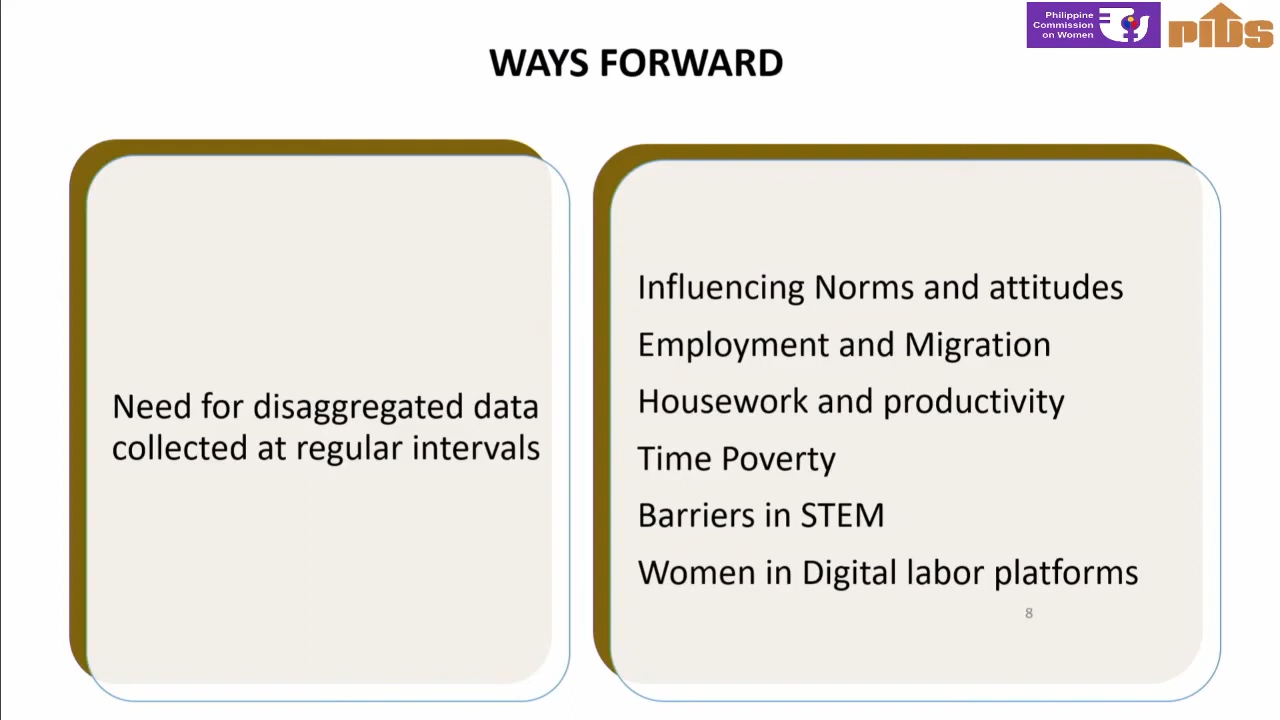 Philippine
Commission
on Women
PIDS
WAYS FORWARD
Need for disaggregated data
collected at regular intervals
Influencing Norms and attitudes
Employment and Migration
Housework and productivity
Time Poverty
Barriers in STEM
Women in Digital labor platforms
8